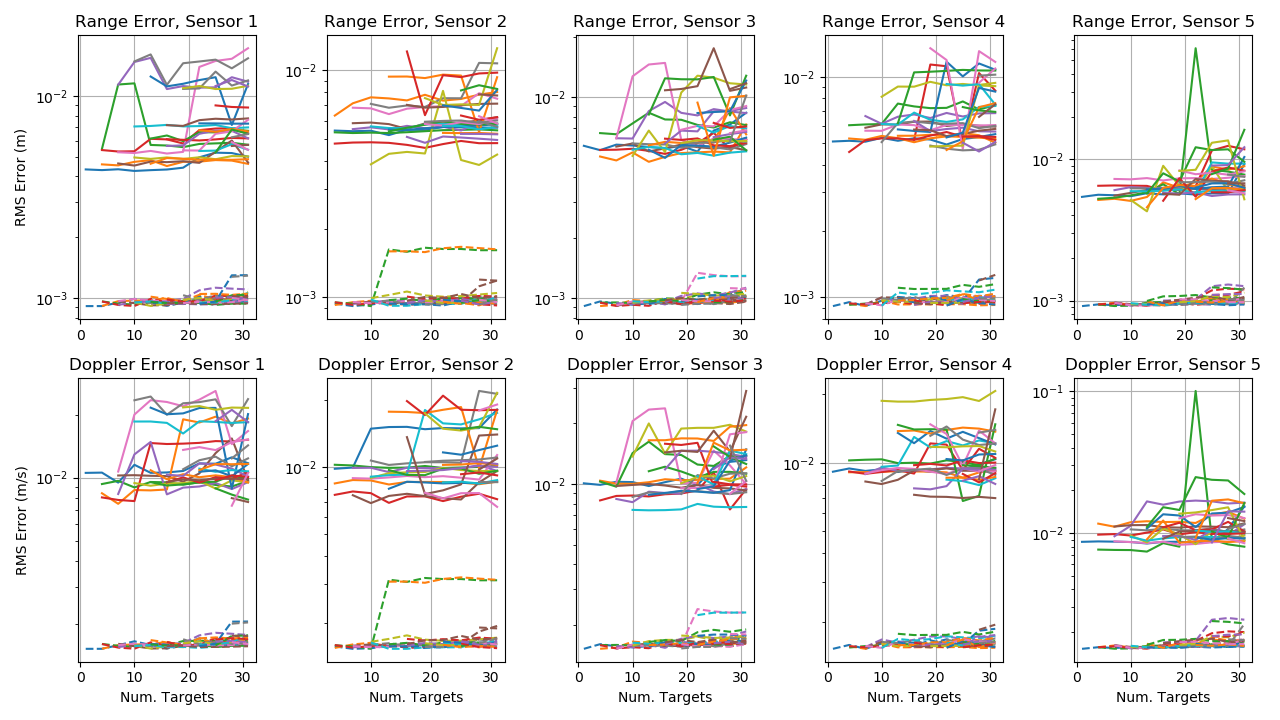 Range Error, Sensor 1 Range Error, Sensor 2 Range Error, Sensor 3 Range Error, Sensor 4 Range Error, Sensor 5
RMS Error (m)
10⁻² 10⁻² 10⁻² 10⁻² 10⁻²
10⁻³ 10⁻³ 10⁻³ 10⁻³ 10⁻³
0 10 20 30 10 20 30 0 10 20 30 0 10 20 30 0 10 20 30
Doppler Error, Sensor 1 Doppler Error, Sensor 2 Doppler Error, Sensor 3 Doppler Error, Sensor 4 Doppler Error, Sensor 5
RMS Error (m/s)
10⁻¹
10⁻² 10⁻² 10⁻² 10⁻² 10⁻²
0 10 20 30 10 20 30 0 10 20 30 0 10 20 30 0 10 20 30
Num. Targets Num. Targets Num. Targets Num. Targets Num. Targets